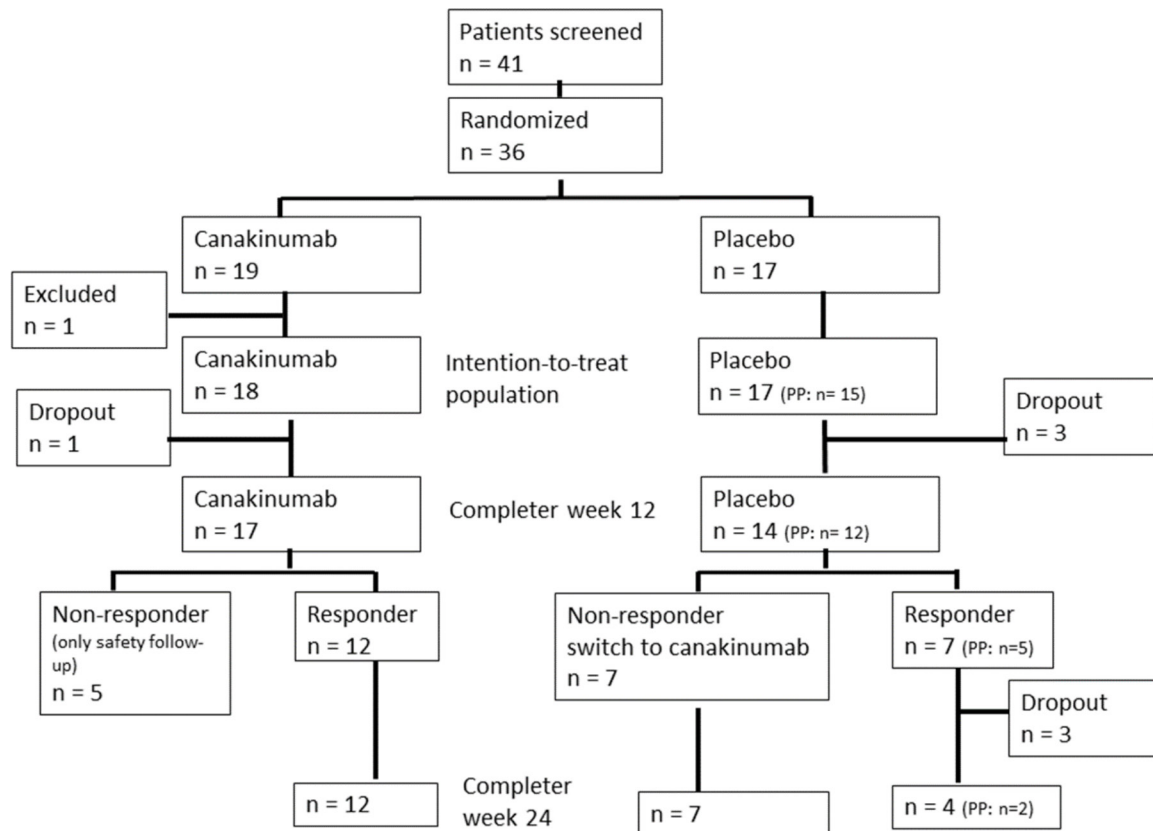 Patients screened
n = 41
Randomized
n = 36
Canakinumab
n = 19
Placebo
n = 17
Excluded
n = 1
Canakinumab
n = 18
Intention-to-treat
population
Placebo
n = 17 (PP: n= 15)
Dropout
n = 1
Dropout
n = 3
Canakinumab
n = 17
Completer week 12
Placebo
n = 14 (PP: n= 12)
Non-responder
(only safety follow-
up)
n = 5
Responder
n = 12
Non-responder
switch to canakinumab
n = 7
Responder
n = 7 (PP: n=5)
Dropout
n = 3
n = 12
Completer
week 24
n = 7
n = 4 (PP: n=2)